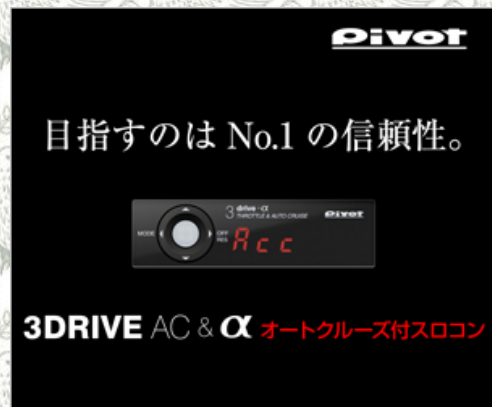 Pivot
目指すのは No.1 の信頼性。
3 drive-α Pivot
THROTTLE & AUTO CRUISE
MODE OFF
RES
Acc
3DRIVE AC & α オートクルーズ付スロコン